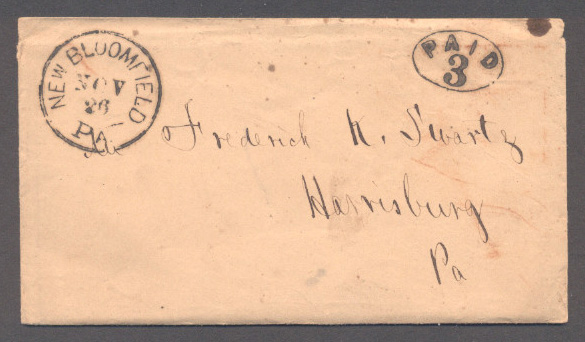 NEW BLOOMFIELD
NOV
26
PA
PAID
3
Frederick K. Swartz
Harrisburg
Pa